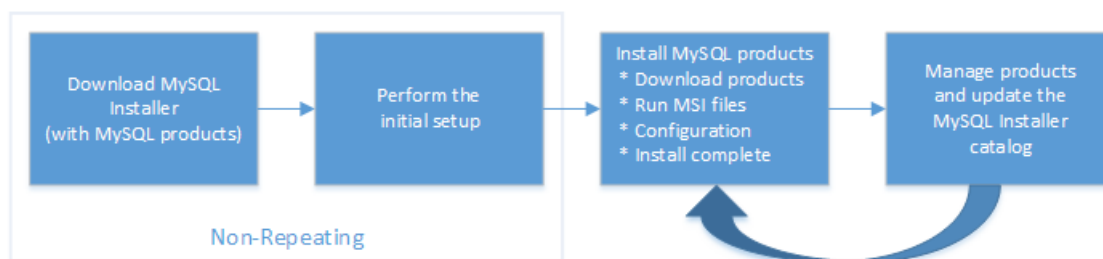 Download MySQL
Installer
(with MySQL products)
Perform the
initial setup
Install MySQL products
* Download products
* Run MSI files
* Configuration
* Install complete
Manage products
and update the
MySQL Installer
catalog
Non-Repeating